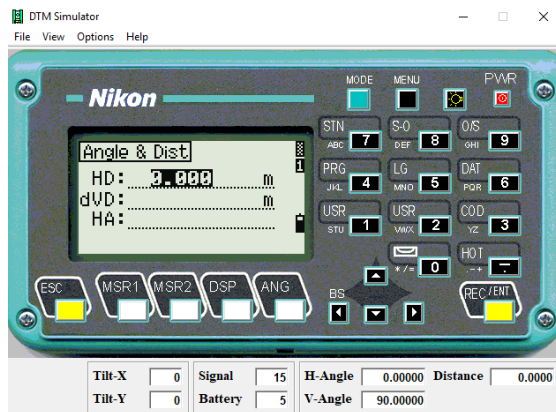 DTM Simulator
File View Options Help
Nikon
MODE MENU PWR
Angle & Dist
HD: 0.000 m
dVD: m
HA:
1
STN ABC 7 S-O DEF 8 O/S GHI 9
PRG JKL 4 LG MNO 5 DAT PQR 6
USR STU 1 USR VWX 2 COD YZ 3
*/= 0 HOT .-+ -.
ESC MSR1 MSR2 DSP ANG BS REC/ENT
Tilt-X 0 Signal 15 H-Angle 0.00000 Distance 0.0000
Tilt-Y 0 Battery 5 V-Angle 90.00000